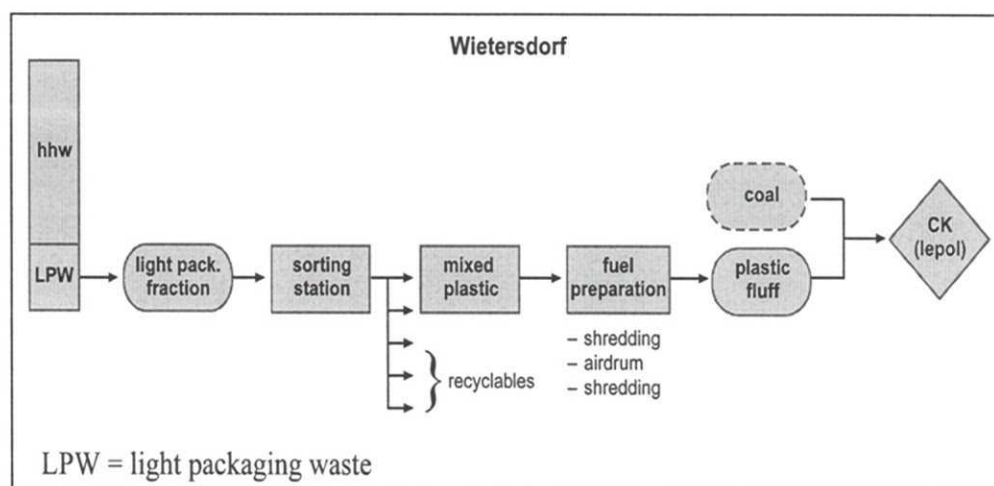 Wietersdorf
hhw
LPW
light pack.
fraction
sorting
station
mixed
plastic
fuel
preparation
coal
plastic
fluff
CK
(lepol)
– shredding
– airdrum
– shredding
} recyclables
LPW = light packaging waste